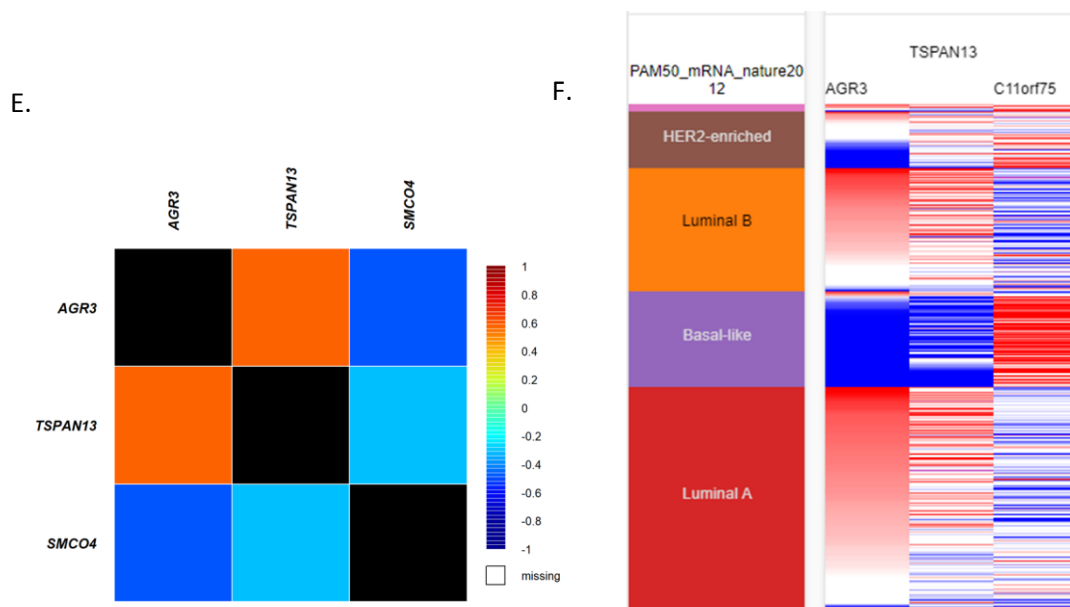 E.
AGR3
TSPAN13
SMCO4
AGR3
TSPAN13
SMCO4
1
0.8
0.6
0.4
0.2
0
-0.2
-0.4
-0.6
-0.8
-1
missing
F.
PAM50_mRNA_nature20
12
TSPAN13
AGR3
C11orf75
HER2-enriched
Luminal B
Basal-like
Luminal A